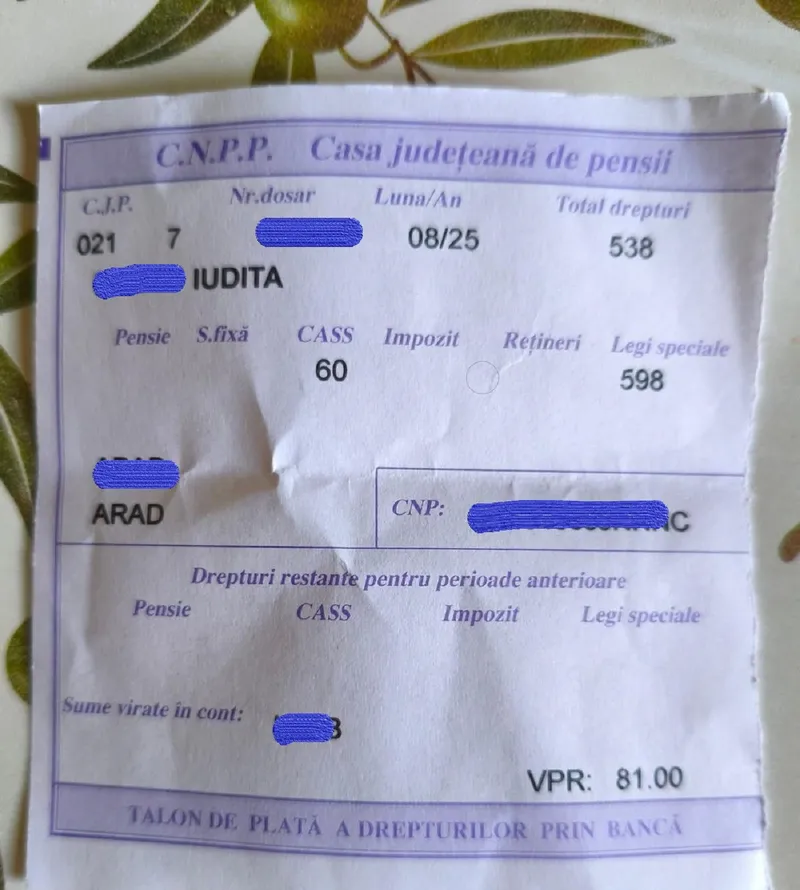 C.N.P.P. Casa județeană de pensii
C.J.P. Nr.dosar Luna/An Total drepturi
021 7 08/25 538
IUDITA
Pensie S.fixă CASS Impozit Rețineri Legi speciale
60 598
ARAD
CNP: C
Drepturi restante pentru perioade anterioare
Pensie CASS Impozit Legi speciale
Sume virate în cont:
VPR: 81.00
TALON DE PLATĂ A DREPTURILOR PRIN BANCĂ